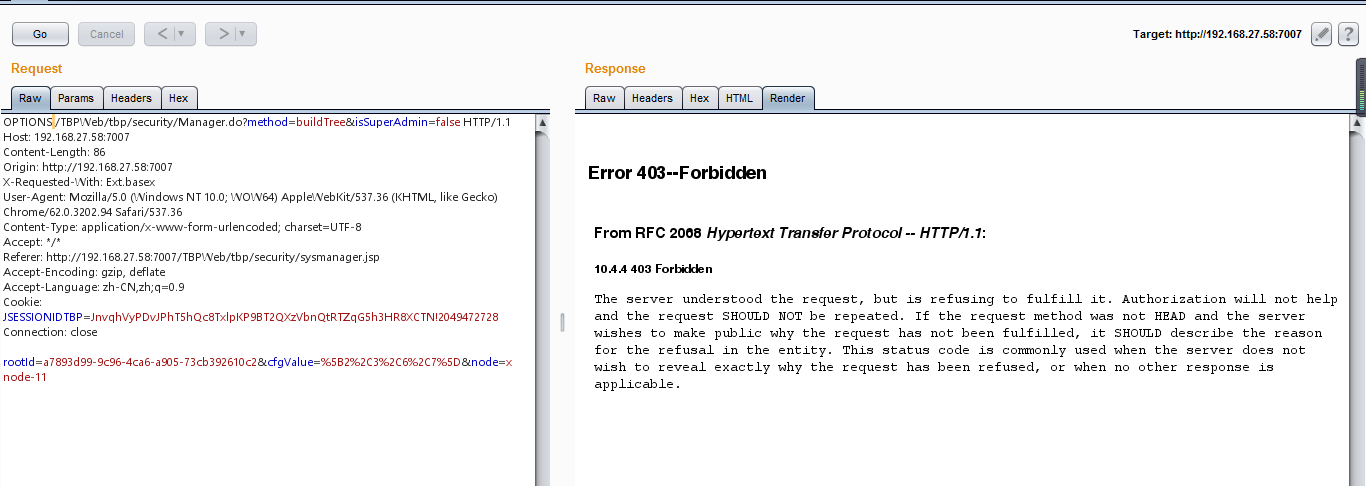 Go Cancel < > Target: http://192.168.27.58:7007 ?
Request
Raw Params Headers Hex
OPTIONS /TBPWeb/tbp/security/Manager.do?method=buildTree&isSuperAdmin=false HTTP/1.1
Host: 192.168.27.58:7007
Content-Length: 86
Origin: http://192.168.27.58:7007
X-Requested-With: Ext.basex
User-Agent: Mozilla/5.0 (Windows NT 10.0; WOW64) AppleWebKit/537.36 (KHTML, like Gecko)
Chrome/62.0.3202.94 Safari/537.36
Content-Type: application/x-www-form-urlencoded; charset=UTF-8
Accept: */*
Referer: http://192.168.27.58:7007/TBPWeb/tbp/security/sysmanager.jsp
Accept-Encoding: gzip, deflate
Accept-Language: zh-CN,zh;q=0.9
Cookie:
JSESSIONIDTBP=JnvqhVyPDvJPhT5hQc8TxlpKP9BT2QXzVbnQtRTZqG5h3HR8XCTN!2049472728
Connection: close
rootId=a7893d99-9c96-4ca6-a905-73cb392610c2&cfgValue=%5B2%2C3%2C6%2C7%5D&node=x
node-11
Response
Raw Headers Hex HTML Render
Error 403--Forbidden
From RFC 2068 Hypertext Transfer Protocol -- HTTP/1.1:
10.4.4 403 Forbidden
The server understood the request, but is refusing to fulfill it. Authorization will not help
and the request SHOULD NOT be repeated. If the request method was not HEAD and the server
wishes to make public why the request has not been fulfilled, it SHOULD describe the reason
for the refusal in the entity. This status code is commonly used when the server does not
wish to reveal exactly why the request has been refused, or when no other response is
applicable.